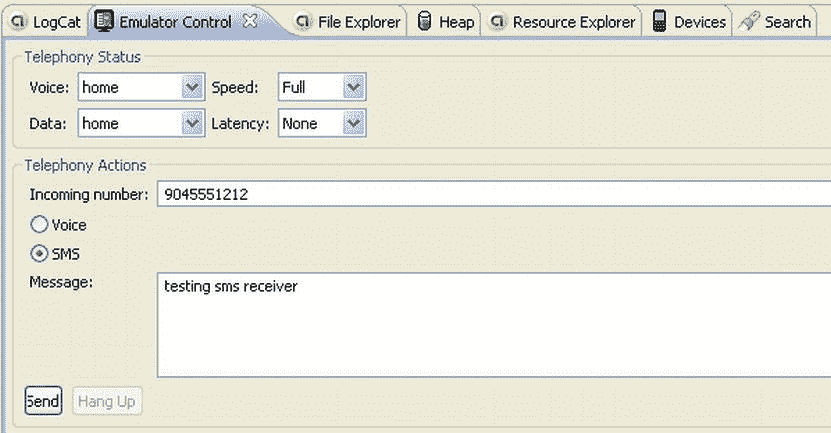 LogCat Emulator Control File Explorer Heap Resource Explorer Devices Search
Telephony Status
Voice: home Speed: Full
Data: home Latency: None
Telephony Actions
Incoming number: 9045551212
Voice
SMS
Message: testing sms receiver
Send Hang Up